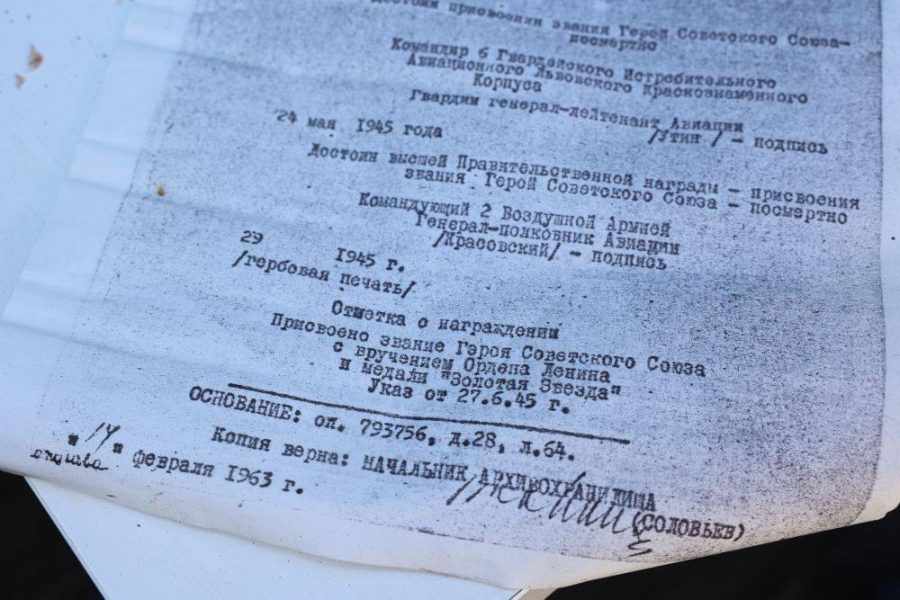 Достоин присвоения звания Герой Советского Союза-
посмертно
Командир 6 Гвардейского Истребительного
Авиационного Львовского Краснознаменного
Корпуса
Гвардии генерал-лейтенант Авиации
/Утин/ - подпись
24 мая 1945 года
Достоин высшей Правительственной награды - присвоения
звания Герой Советского Союза - посмертно
Командующий 2 Воздушной Армией
Генерал-полковник Авиации
/Красовский/ - подпись
29 1945 г.
/гербовая печать/
Отметка о награждении
Присвоено звание Героя Советского Союза
с вручением Ордена Ленина
и медали "Золотая Звезда"
Указ от 27.6.45 г.
ОСНОВАНИЕ: оп. 793756, д.28, л.64.
Копия верна: НАЧАЛЬНИК АРХИВОХРАНИЛИЩА
(СОЛОВЬЕВ)
"14" февраля 1963 г.